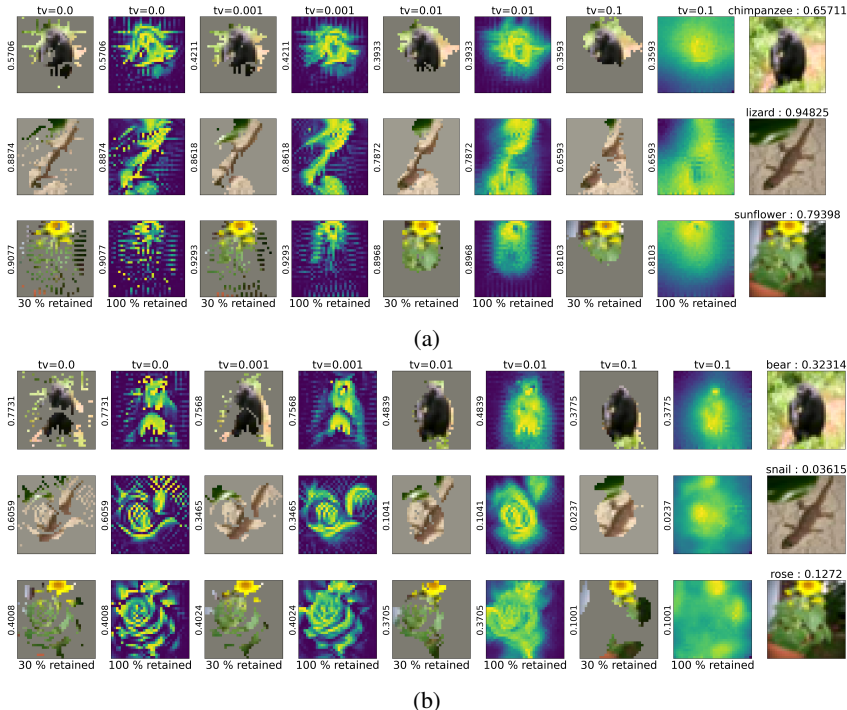 tv=0.0 tv=0.0 tv=0.001 tv=0.001 tv=0.01 tv=0.01 tv=0.1 tv=0.1 chimpanzee : 0.65711
0.5706 0.5706 0.4211 0.4211 0.3933 0.3933 0.3593 0.3593
lizard : 0.94825
0.8874 0.8874 0.8618 0.8618 0.7872 0.7872 0.6593 0.6593
sunflower : 0.79398
0.9077 0.9077 0.9293 0.9293 0.8968 0.8968 0.8103 0.8103
30 % retained 100 % retained 30 % retained 100 % retained 30 % retained 100 % retained 30 % retained 100 % retained
(a)
tv=0.0 tv=0.0 tv=0.001 tv=0.001 tv=0.01 tv=0.01 tv=0.1 tv=0.1 bear : 0.32314
0.7731 0.7731 0.7568 0.7568 0.4839 0.4839 0.3775 0.3775
snail : 0.03615
0.6059 0.6059 0.3465 0.3465 0.1041 0.1041 0.0237 0.0237
rose : 0.1272
0.4008 0.4008 0.4024 0.4024 0.3705 0.3705 0.1001 0.1001
30 % retained 100 % retained 30 % retained 100 % retained 30 % retained 100 % retained 30 % retained 100 % retained
(b)